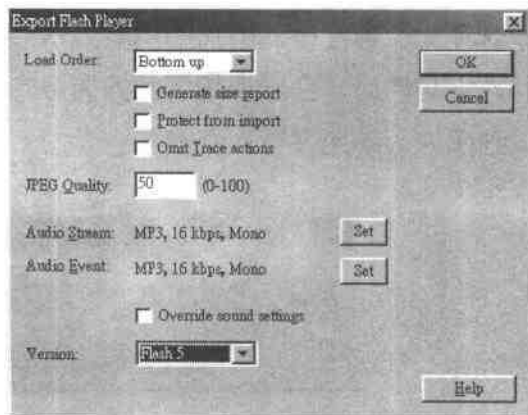 Export Flash Player
Load Order: Bottom up OK
Generate size report Cancel
Protect from import
Omit Trace actions
JPEG Quality: 50 (0-100)
Audio Stream: MP3, 16 kbps, Mono Set
Audio Event: MP3, 16 kbps, Mono Set
Override sound settings
Version: Flash 5
Help